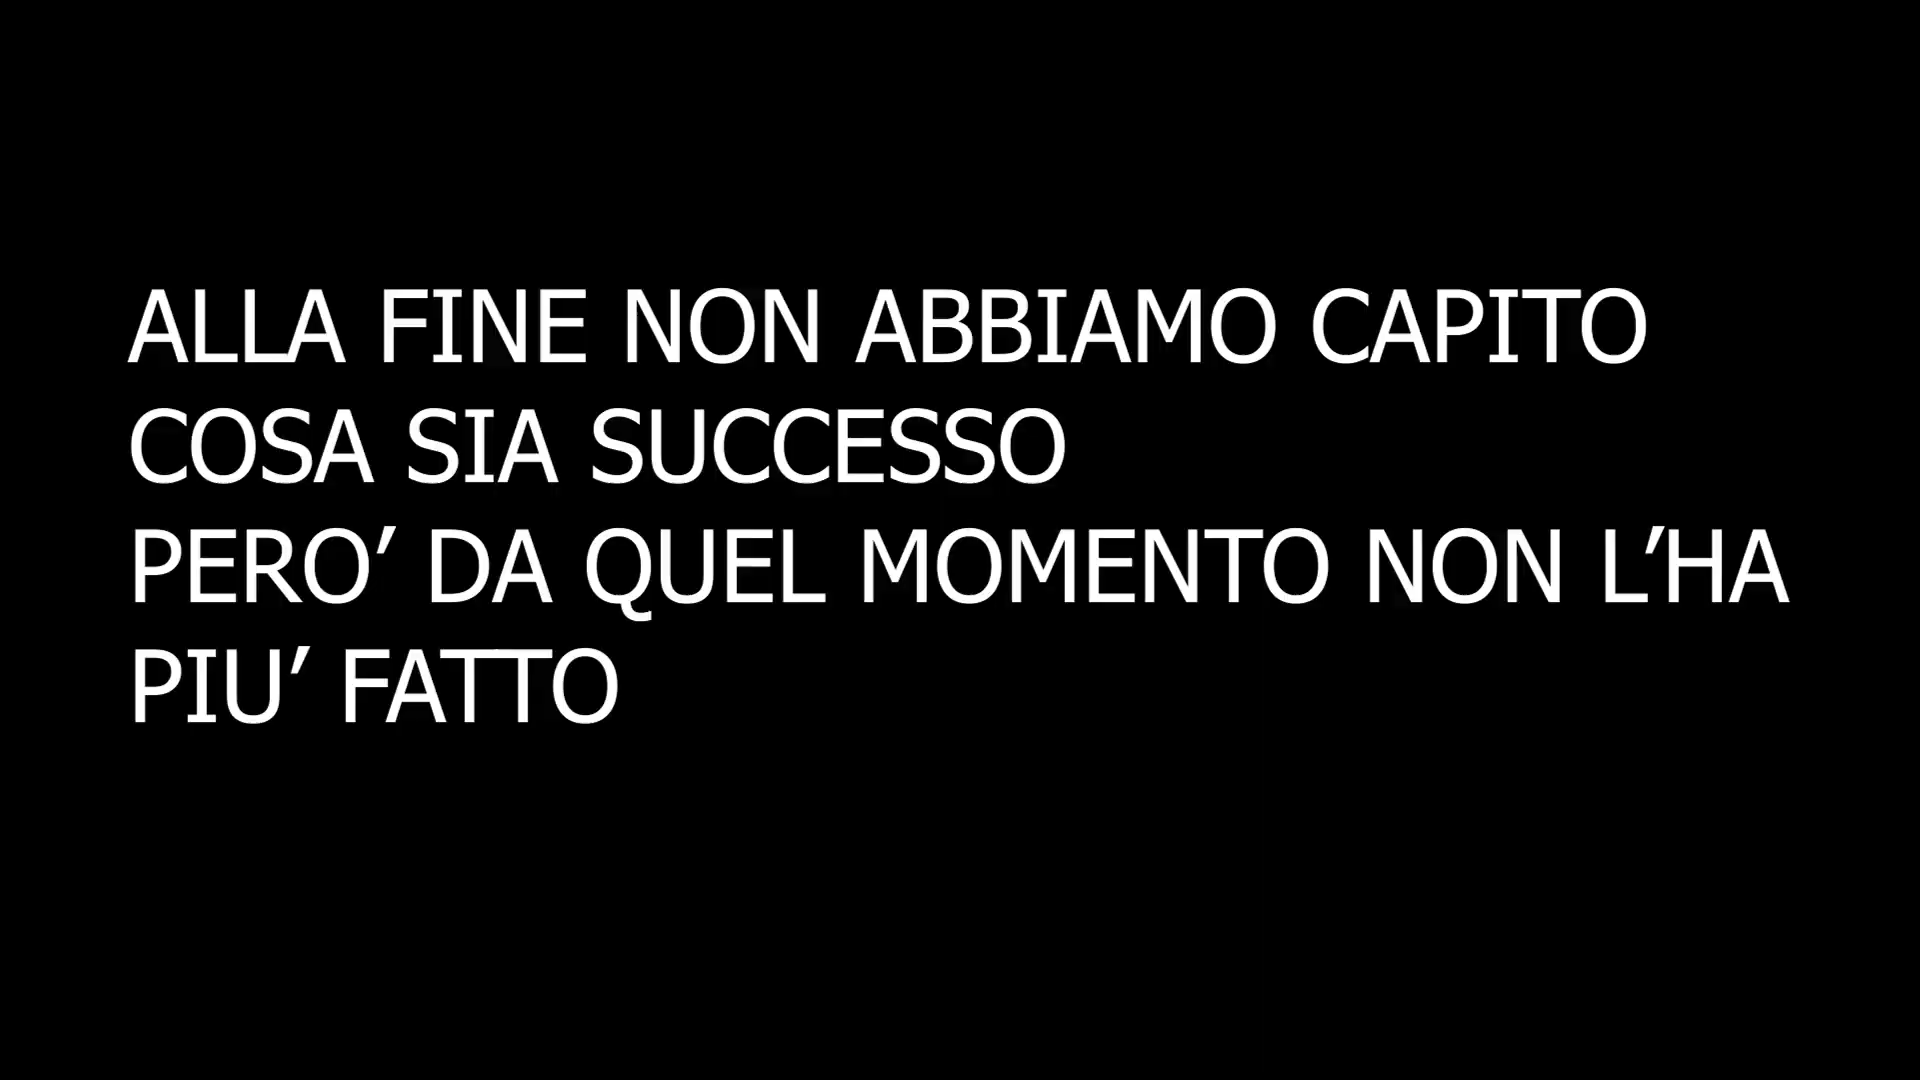 ALLA FINE NON ABBIAMO CAPITO
COSA SIA SUCCESSO
PERO’ DA QUEL MOMENTO NON L’HA
PIU’ FATTO